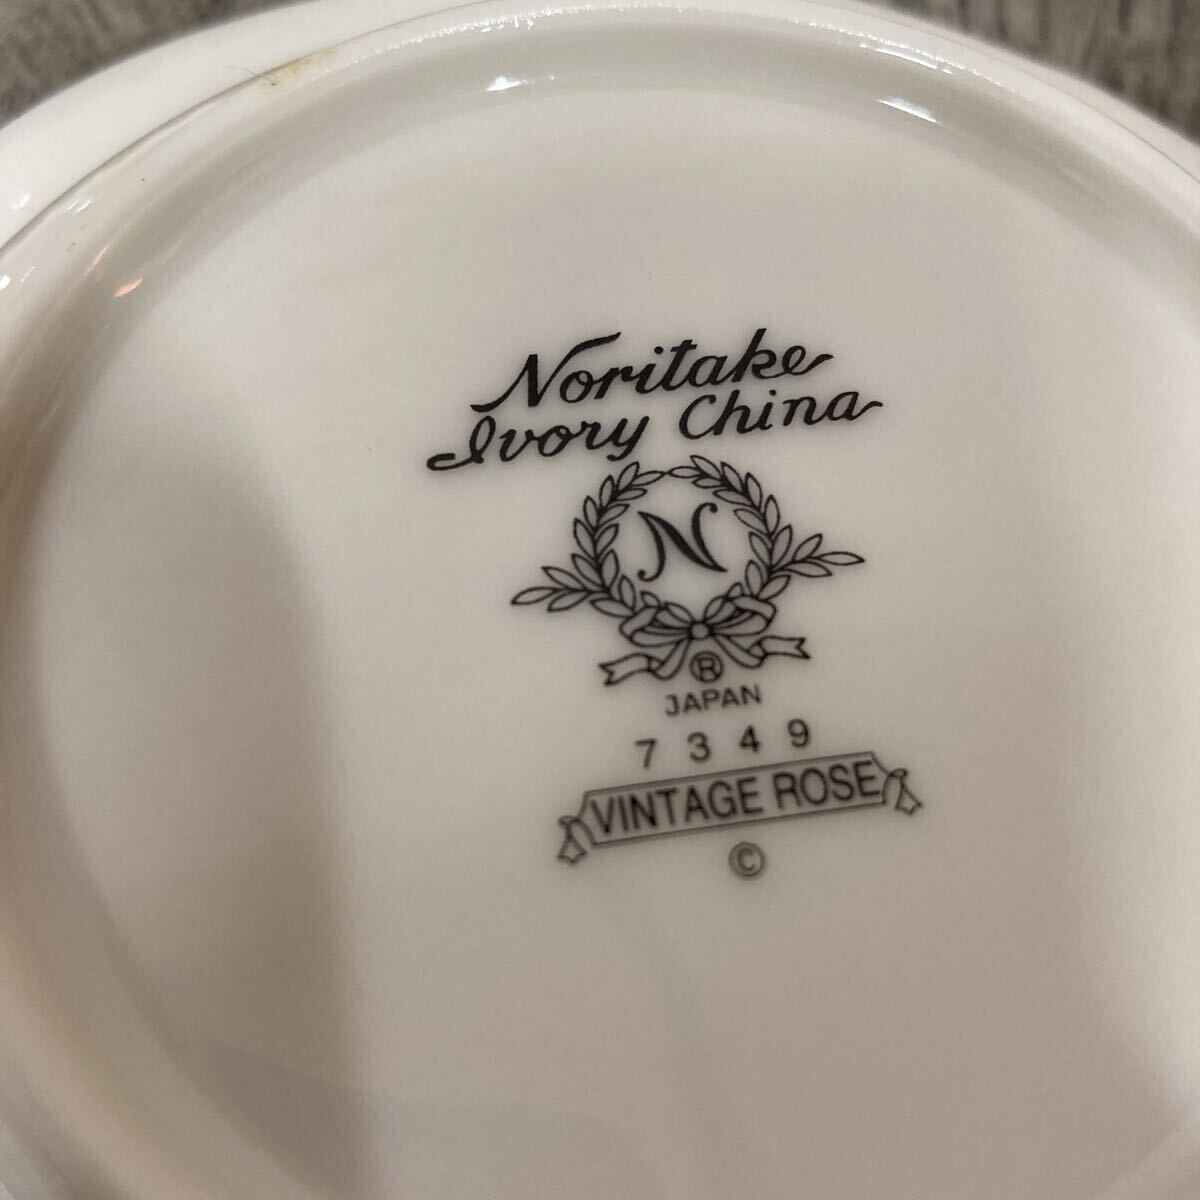 Noritake
Ivory China
N
®
JAPAN
7349
VINTAGE ROSE
©